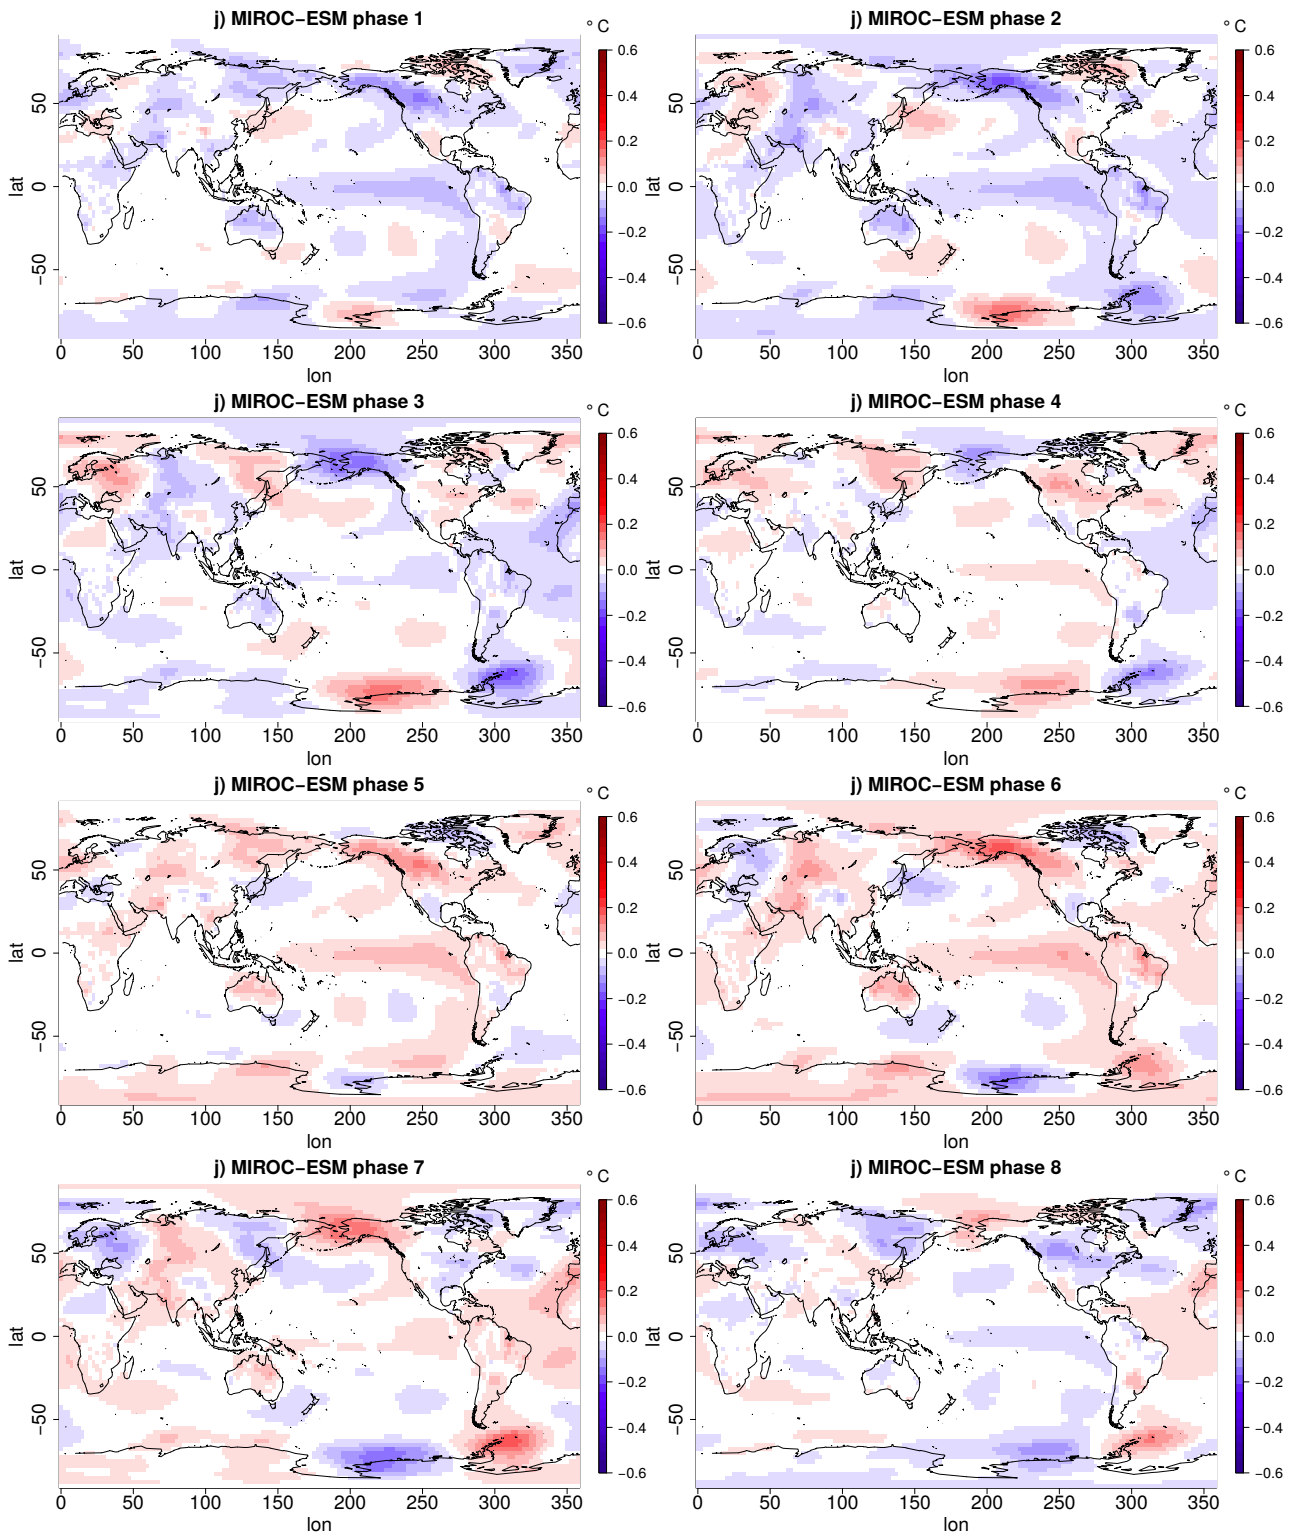 j) MIROC−ESM phase 1
° C
lat
50
0
−50
0 50 100 150 200 250 300 350
lon
0.6
0.4
0.2
0.0
−0.2
−0.4
−0.6
j) MIROC−ESM phase 2
° C
lat
50
0
−50
0 50 100 150 200 250 300 350
lon
0.6
0.4
0.2
0.0
−0.2
−0.4
−0.6
j) MIROC−ESM phase 3
° C
lat
50
0
−50
0 50 100 150 200 250 300 350
lon
0.6
0.4
0.2
0.0
−0.2
−0.4
−0.6
j) MIROC−ESM phase 4
° C
lat
50
0
−50
0 50 100 150 200 250 300 350
lon
0.6
0.4
0.2
0.0
−0.2
−0.4
−0.6
j) MIROC−ESM phase 5
° C
lat
50
0
−50
0 50 100 150 200 250 300 350
lon
0.6
0.4
0.2
0.0
−0.2
−0.4
−0.6
j) MIROC−ESM phase 6
° C
lat
50
0
−50
0 50 100 150 200 250 300 350
lon
0.6
0.4
0.2
0.0
−0.2
−0.4
−0.6
j) MIROC−ESM phase 7
° C
lat
50
0
−50
0 50 100 150 200 250 300 350
lon
0.6
0.4
0.2
0.0
−0.2
−0.4
−0.6
j) MIROC−ESM phase 8
° C
lat
50
0
−50
0 50 100 150 200 250 300 350
lon
0.6
0.4
0.2
0.0
−0.2
−0.4
−0.6